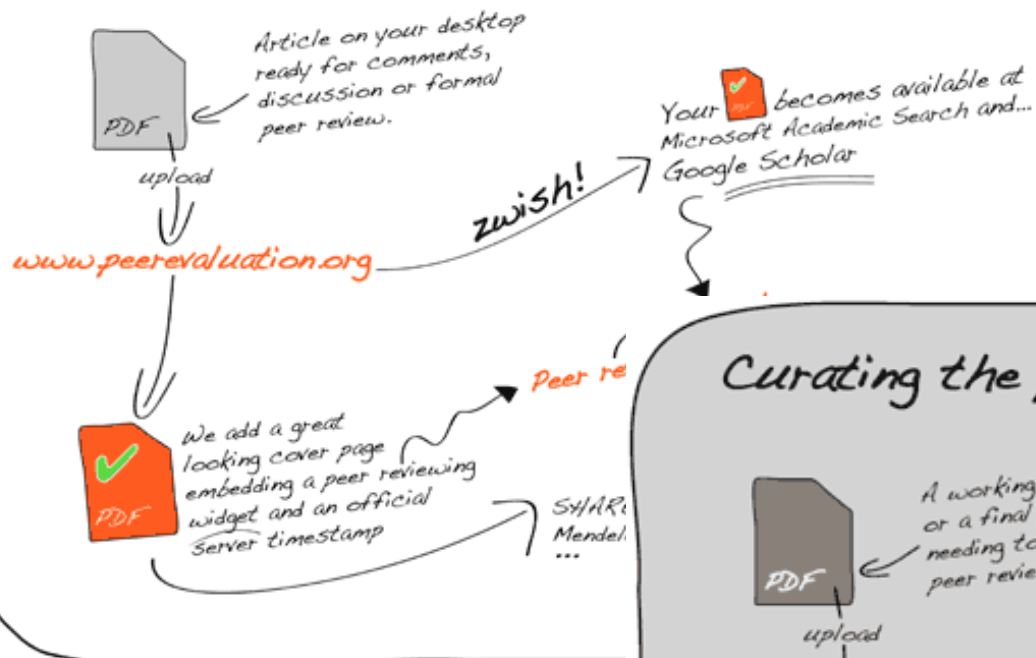 Article on your desktop
ready for comments,
discussion or formal
peer review.
PDF
upload
www.peerevaluation.org
zwish!
Your PDF becomes available at
Microsoft Academic Search and...
Google Scholar
We add a great
looking cover page
embedding a peer reviewing
widget and an official
server timestamp
PDF
Peer
...
Curating the
A working
or a final
needing to
peer
PDF
upload